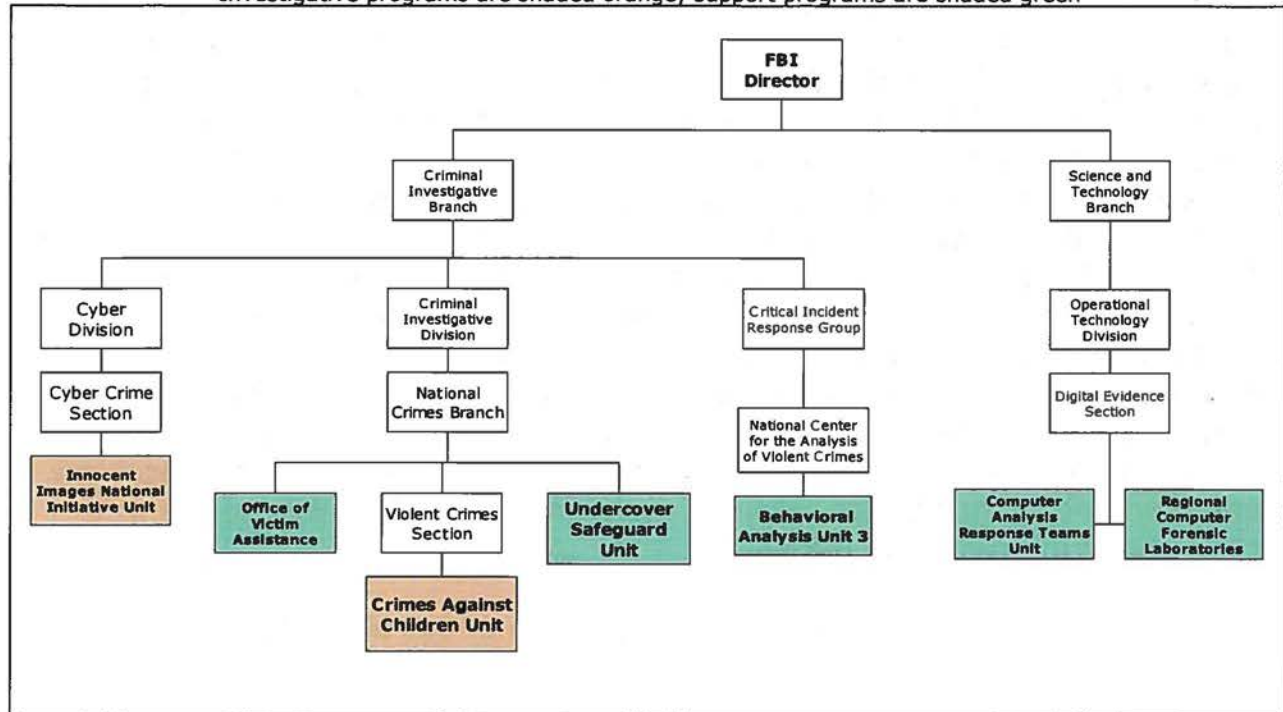 investigative programs are shaded orange; support programs are shaded green
FBI
Director
Criminal
Investigative
Branch
Science and
Technology
Branch
Cyber
Division
Criminal
Investigative
Division
Critical Incident
Response Group
Operational
Technology
Division
Cyber Crime
Section
National
Crimes Branch
National Center
for the Analysis
of Violent Crimes
Digital Evidence
Section
Innocent
Images National
Initiative Unit
Office of
Victim
Assistance
Violent Crimes
Section
Undercover
Safeguard
Unit
Behavioral
Analysis Unit 3
Computer
Analysis
Response Teams
Unit
Regional
Computer
Forensic
Laboratories
Crimes Against
Children Unit